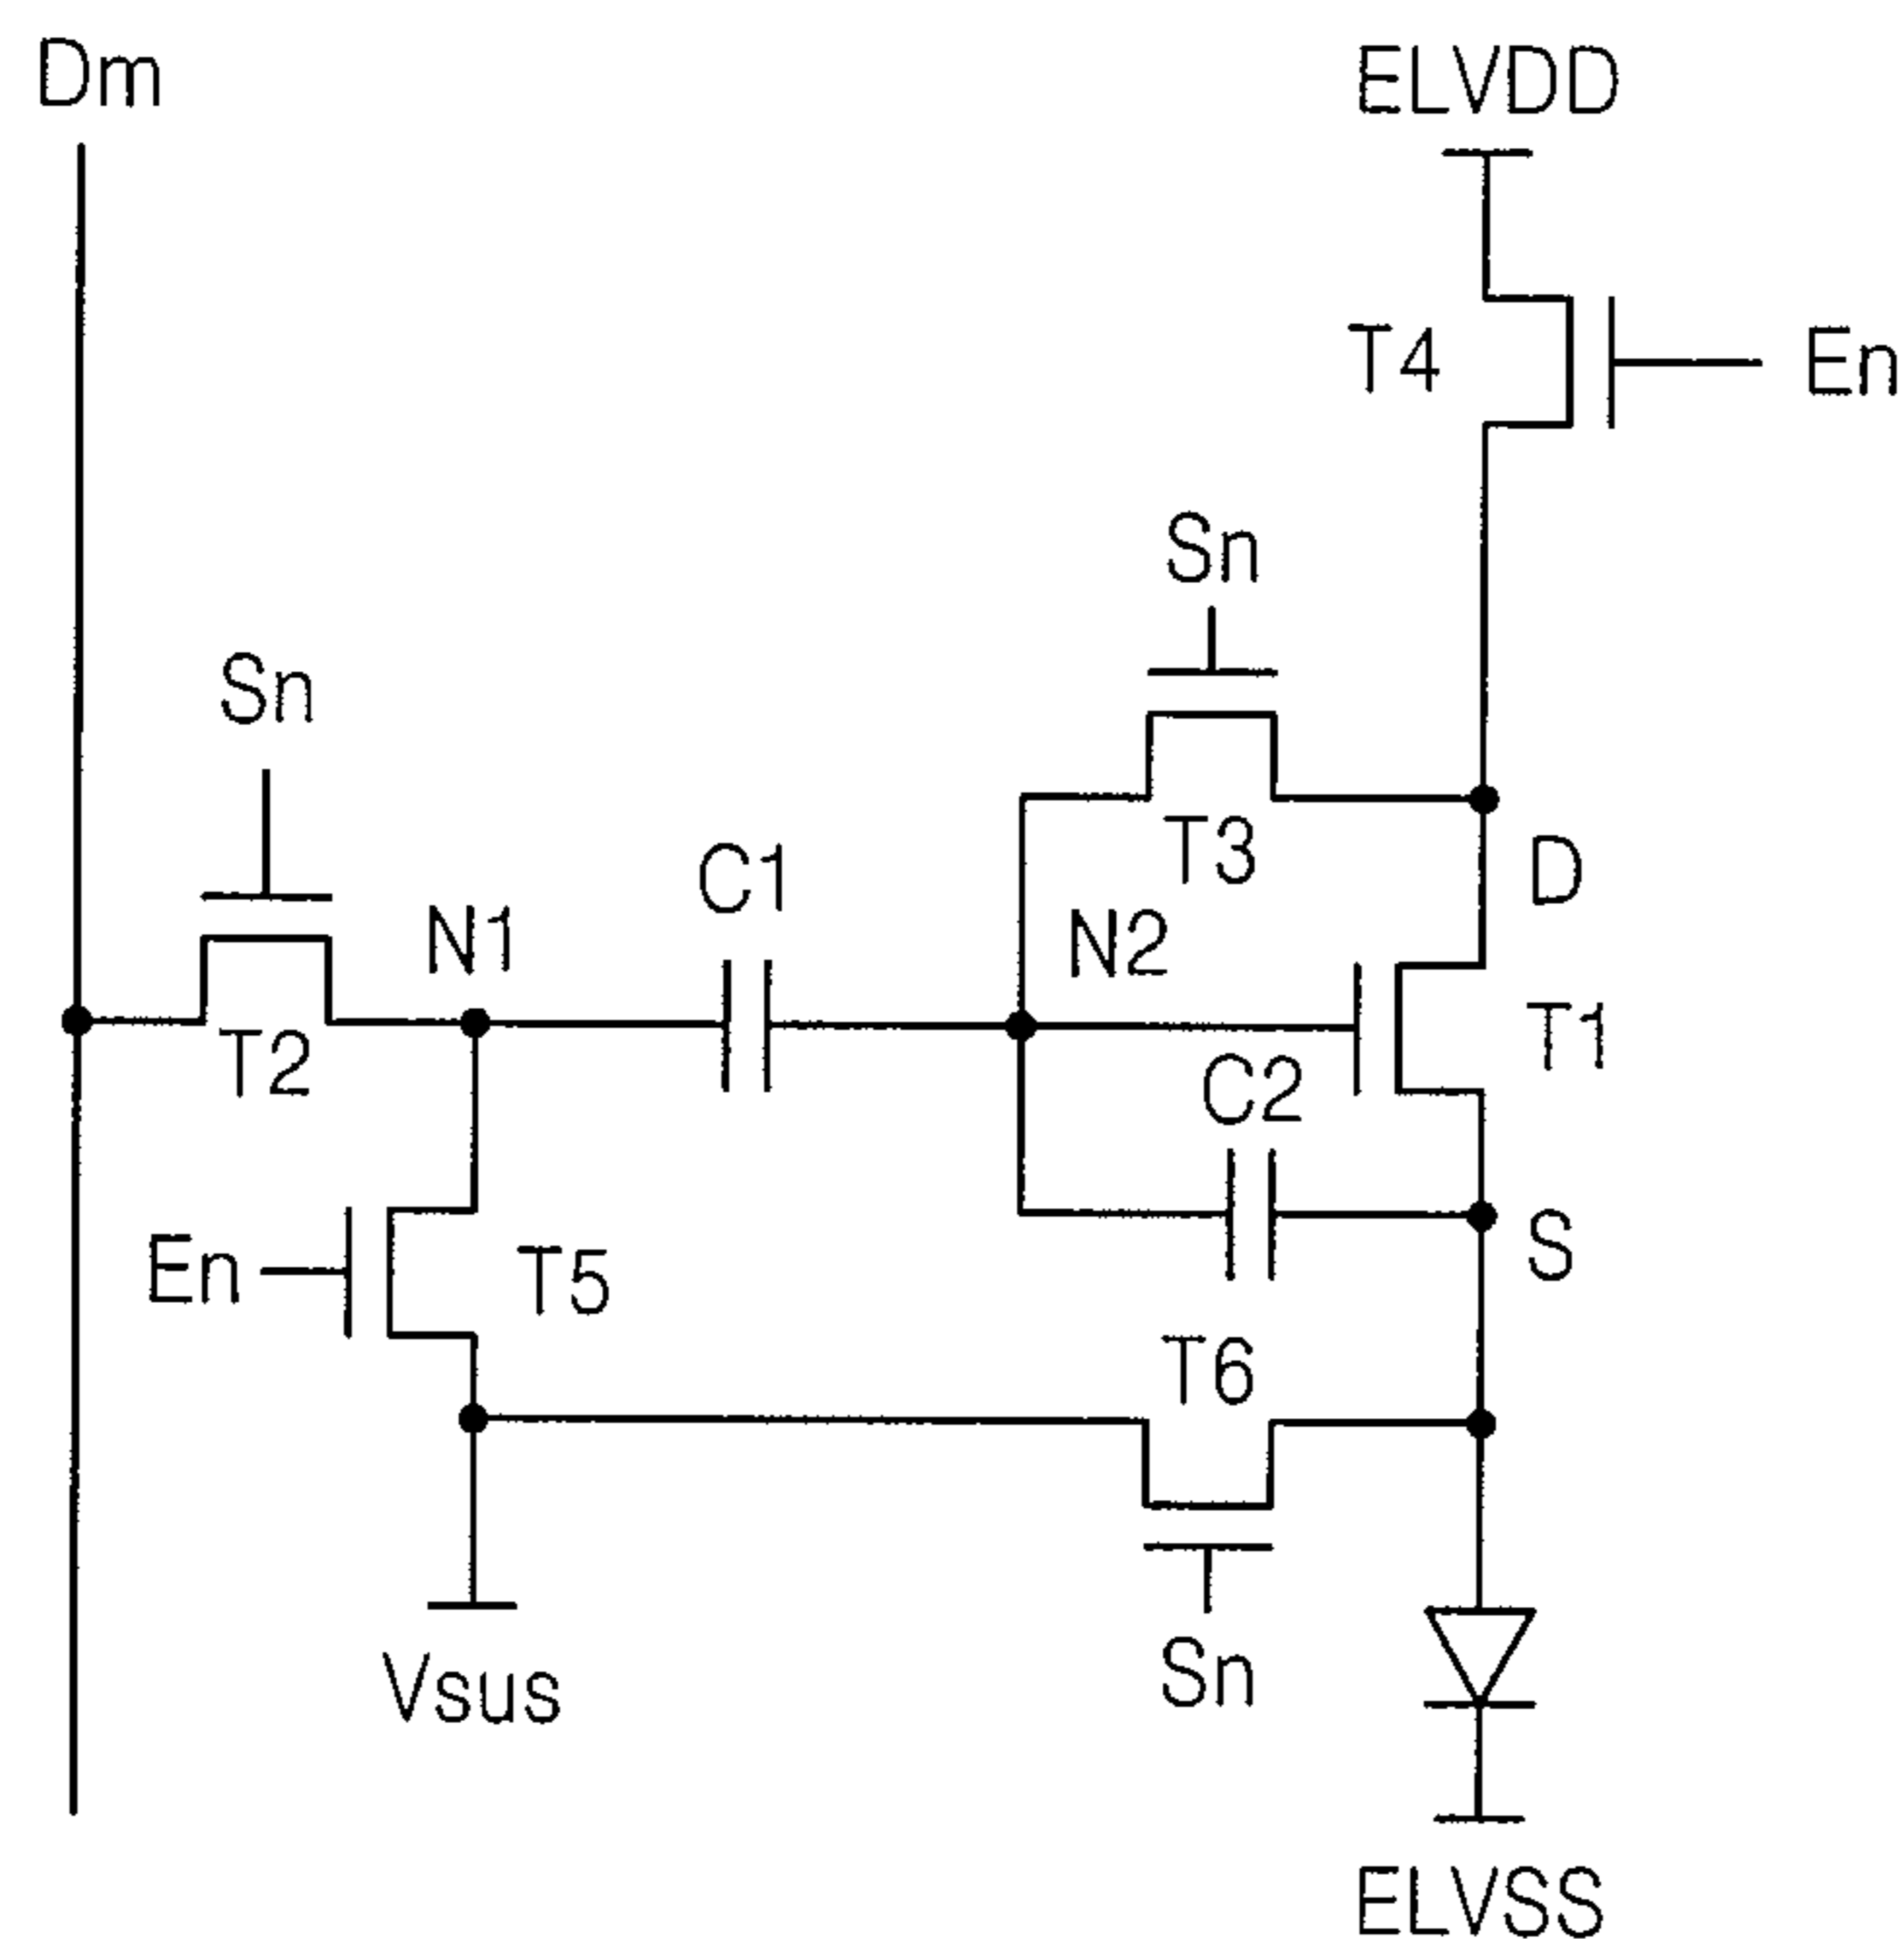 Dm
ELVDD
T4
En
Sn
Sn
T3
D
C1
N1
N2
T2
T1
C2
En
T5
S
T6
Vsus
Sn
ELVSS